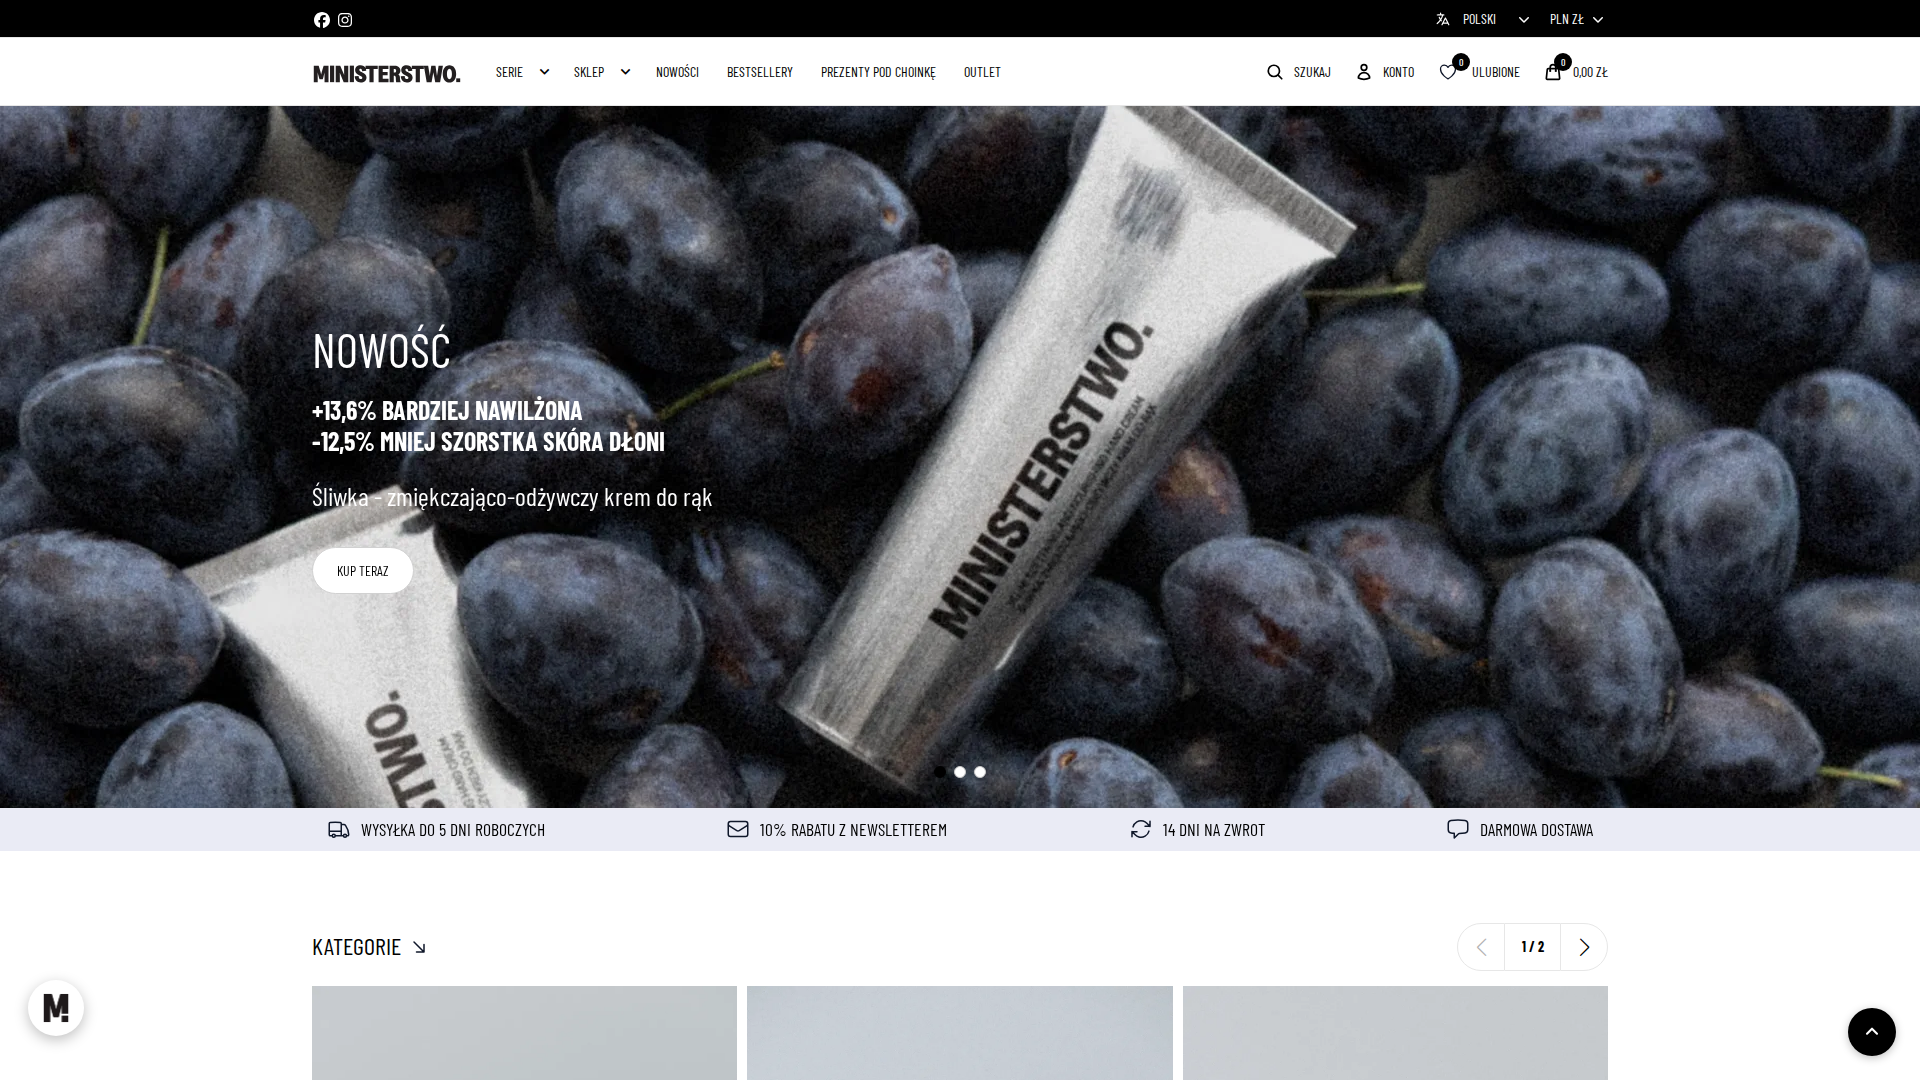 POLSKI
PLN ZŁ
MINISTERSTWO.
SERIE
SKLEP
NOWOŚCI
BESTSELLERY
PREZENTY POD CHOINKĘ
OUTLET
SZUKAJ
KONTO
0
ULUBIONE
0
0,00 ZŁ
NOWOŚĆ
+13,6% BARDZIEJ NAWILŻONA
-12,5% MNIEJ SZORSTKA SKÓRA DŁONI
Śliwka - zmiękczająco-odżywczy krem do rąk
KUP TERAZ
MINISTERSTWO.
STWO.
WYSYŁKA DO 5 DNI ROBOCZYCH
10% RABATU Z NEWSLETTEREM
14 DNI NA ZWROT
DARMOWA DOSTAWA
KATEGORIE
1 / 2
M!